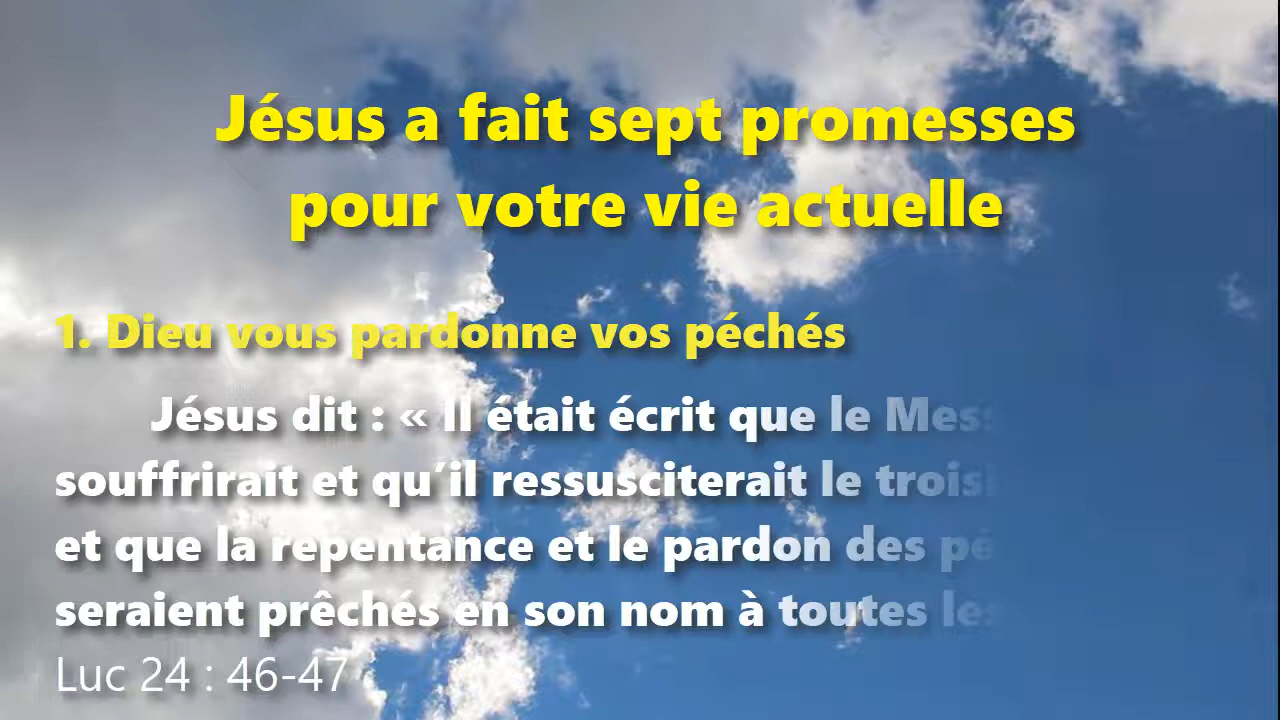 Jésus a fait sept promesses
pour votre vie actuelle
1. Dieu vous pardonne vos péchés
Jésus dit : « Il était écrit que le
souffrirait et qu’il ressusciterait le
et que la repentance et le pardon des
seraient prêchés en son nom à toutes
Luc 24 : 46-47